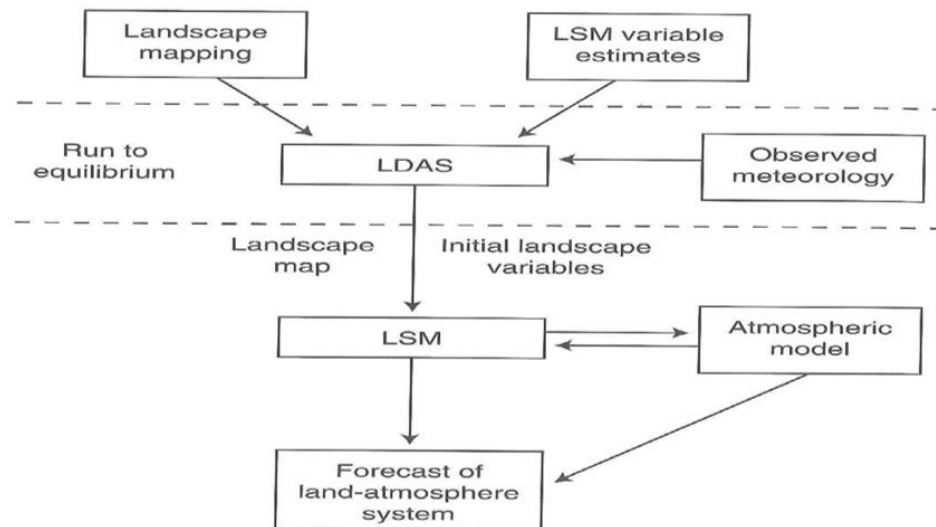 Landscape
mapping
LSM variable
estimates
Run to
equilibrium
LDAS
Observed
meteorology
Landscape
map
Initial landscape
variables
LSM
Atmospheric
model
Forecast of
land-atmosphere
system